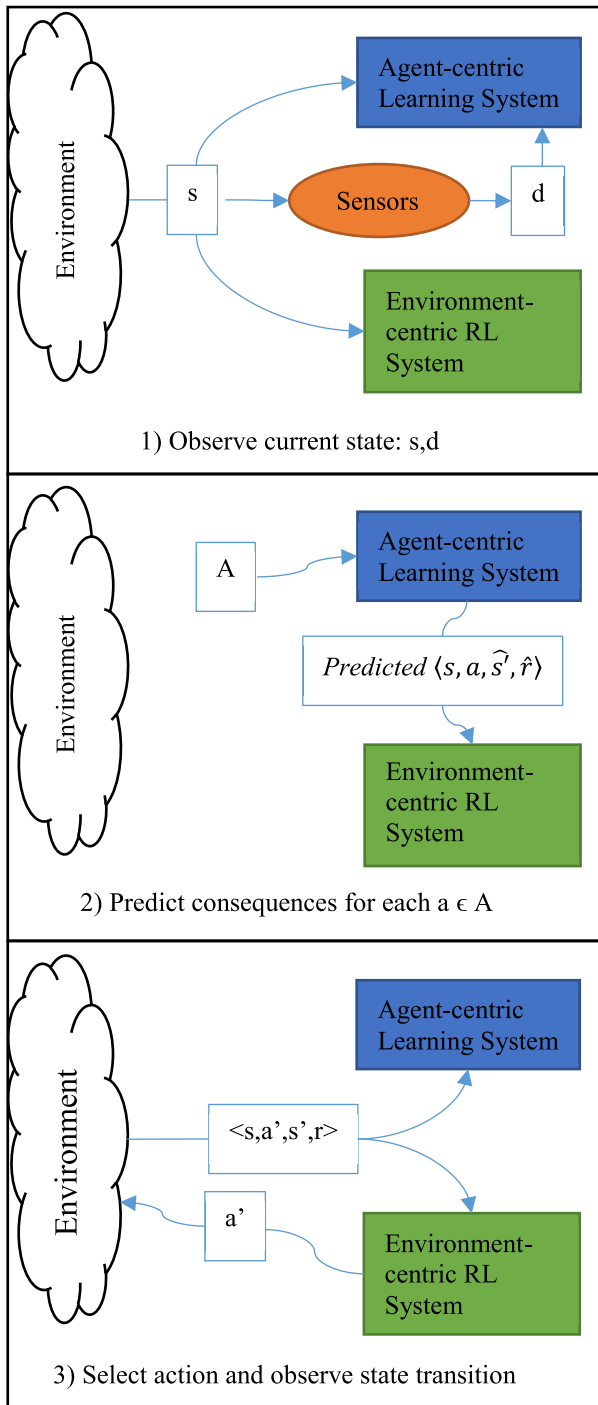 Agent-centric
Learning System
Environment
s
Sensors
d
Environment-
centric RL
System
1) Observe current state: s,d
Agent-centric
Learning System
A
Environment
Predicted ⟨s, a, ŝ′, r̂⟩
Environment-
centric RL
System
2) Predict consequences for each a ϵ A
Agent-centric
Learning System
Environment
<s,a’,s’,r>
a’
Environment-
centric RL
System
3) Select action and observe state transition